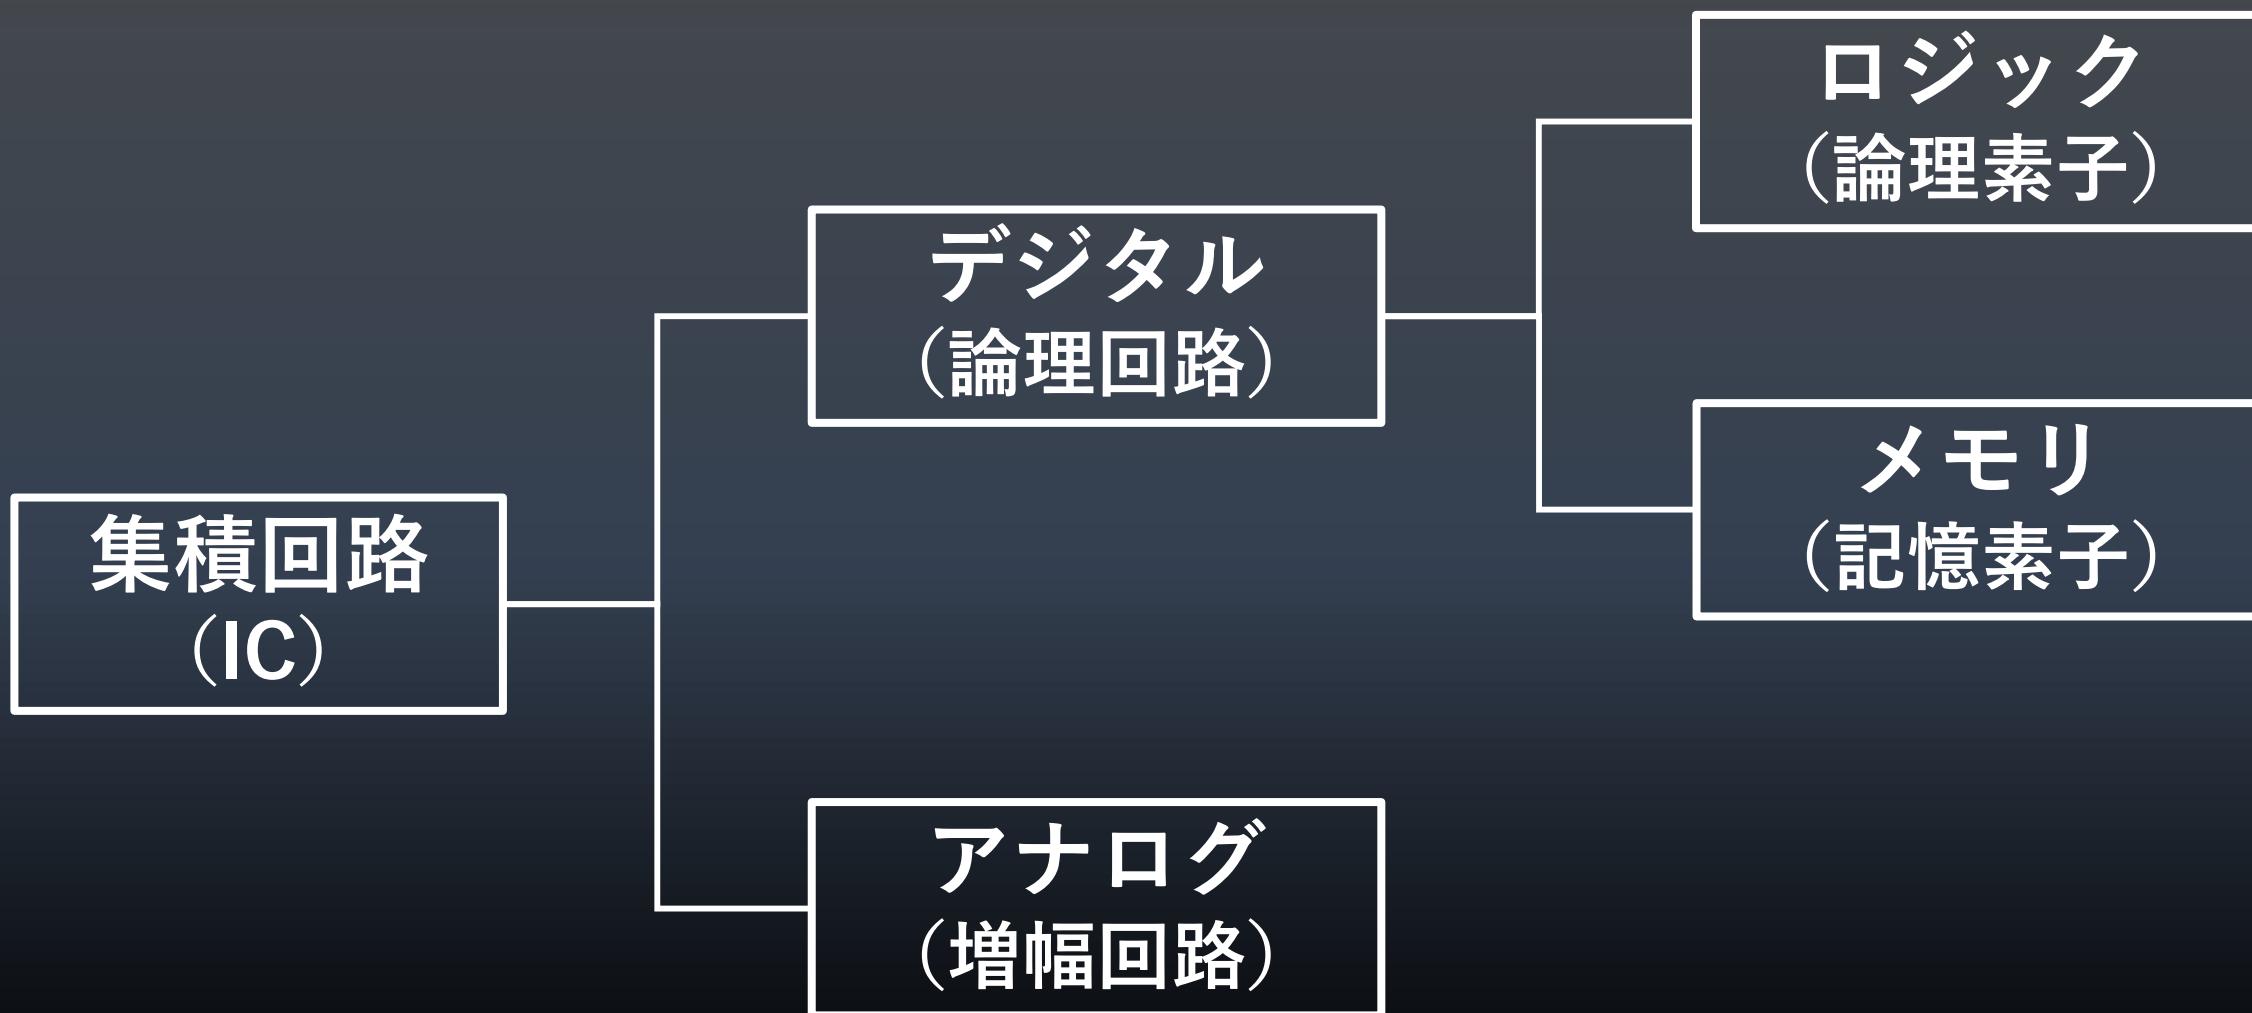 ロジック
（論理素子）
デジタル
（論理回路）
メモリ
（記憶素子）
集積回路
（IC）
アナログ
（増幅回路）